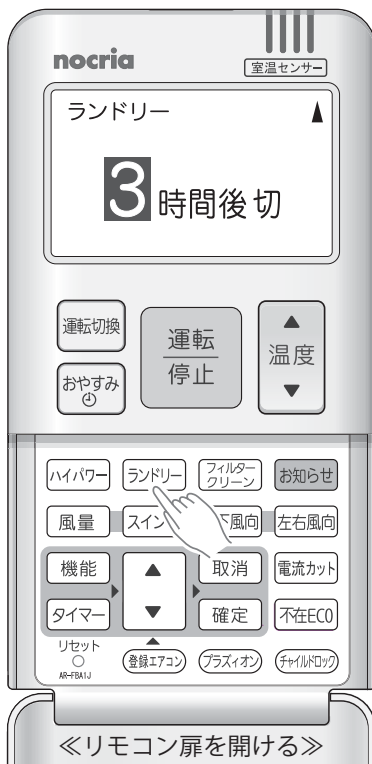 nocria
室温センサー
ランドリー
3時間後切
運転切換
運転
停止
温度
おやすみ
ハイパワー ランドリー フィルター
クリーン お知らせ
風量 スイン 下風向 左右風向
機能 取消 電流カット
タイマー 確定 不在ECO
リセット
AR-FBA1J
登録エアコン プラズィオン チャイルドロック
≪リモコン扉を開ける≫